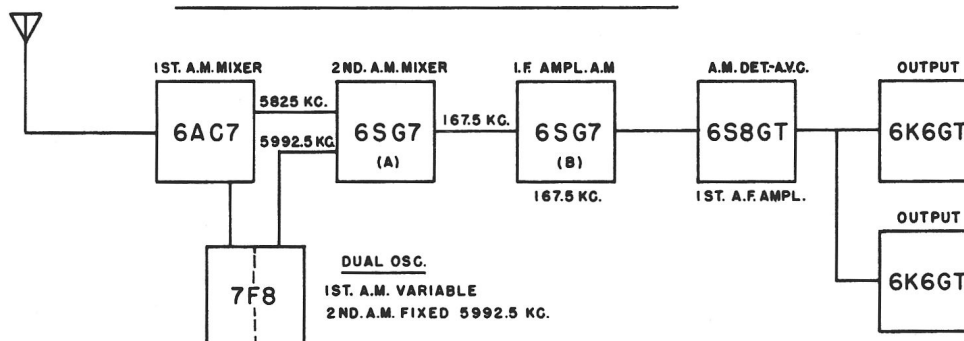 1ST. A.M. MIXER
2ND. A.M. MIXER
I.F. AMPL. A.M
A.M. DET.-A.V.C.
OUTPUT
5825 KC.
6AC7
5992.5 KC.
6SG7
(A)
167.5 KC.
6SG7
(B)
6S8GT
6K6GT
167.5 KC.
1ST. A.F. AMPL.
OUTPUT
6K6GT
7F8
DUAL OSC.
1ST. A.M. VARIABLE
2ND. A.M. FIXED 5992.5 KC.